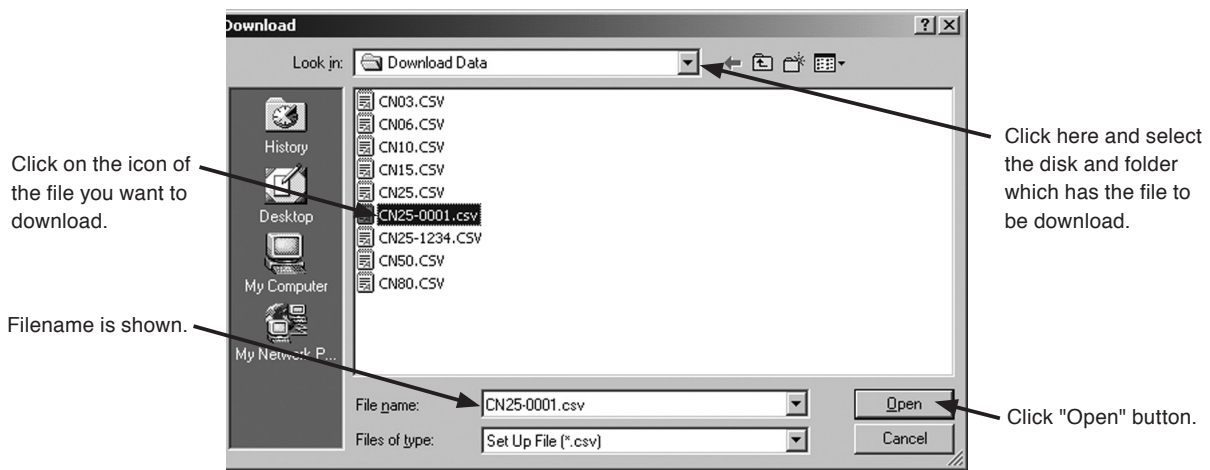 Download
Look in: Download Data
History
Desktop
My Computer
My Network P...
CN03.CSV
CN06.CSV
CN10.CSV
CN15.CSV
CN25.CSV
CN25-0001.csv
CN25-1234.CSV
CN50.CSV
CN80.CSV
File name: CN25-0001.csv Open
Files of type: Set Up File (*.csv) Cancel
Click on the icon of
the file you want to
download.
Filename is shown.
Click here and select
the disk and folder
which has the file to
be download.
Click "Open" button.